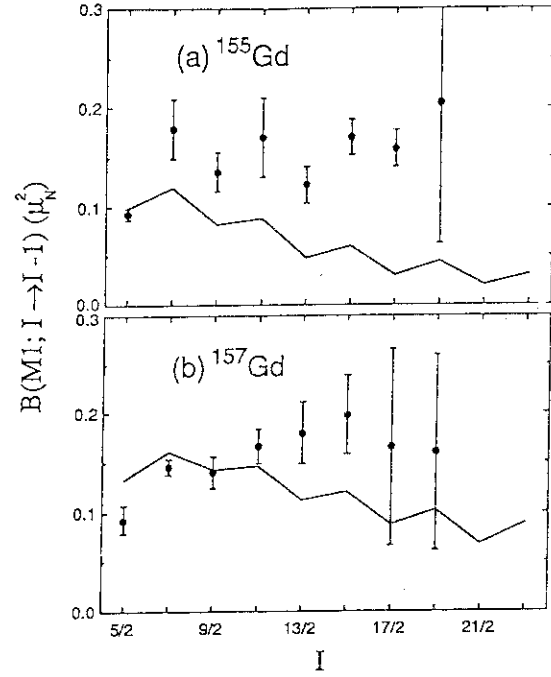 0.3
(a) ¹⁵⁵Gd
0.2
0.1
0.0
0.3
(b) ¹⁵⁷Gd
0.2
0.1
0.0
5/2 9/2 13/2 17/2 21/2
I
B(M1; I→I-1) (μ²_N)